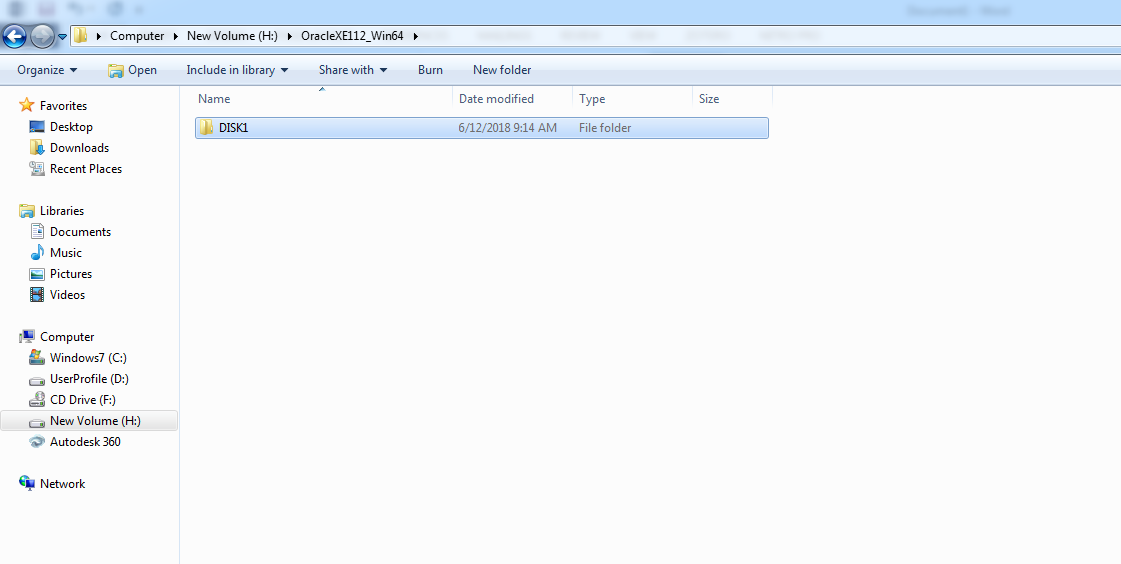 Computer New Volume (H:) OracleXE112_Win64
Organize Open Include in library Share with Burn New folder
Name Date modified Type Size
DISK1 6/12/2018 9:14 AM File folder
Favorites
Desktop
Downloads
Recent Places
Libraries
Documents
Music
Pictures
Videos
Computer
Windows7 (C:)
UserProfile (D:)
CD Drive (F:)
New Volume (H:)
Autodesk 360
Network